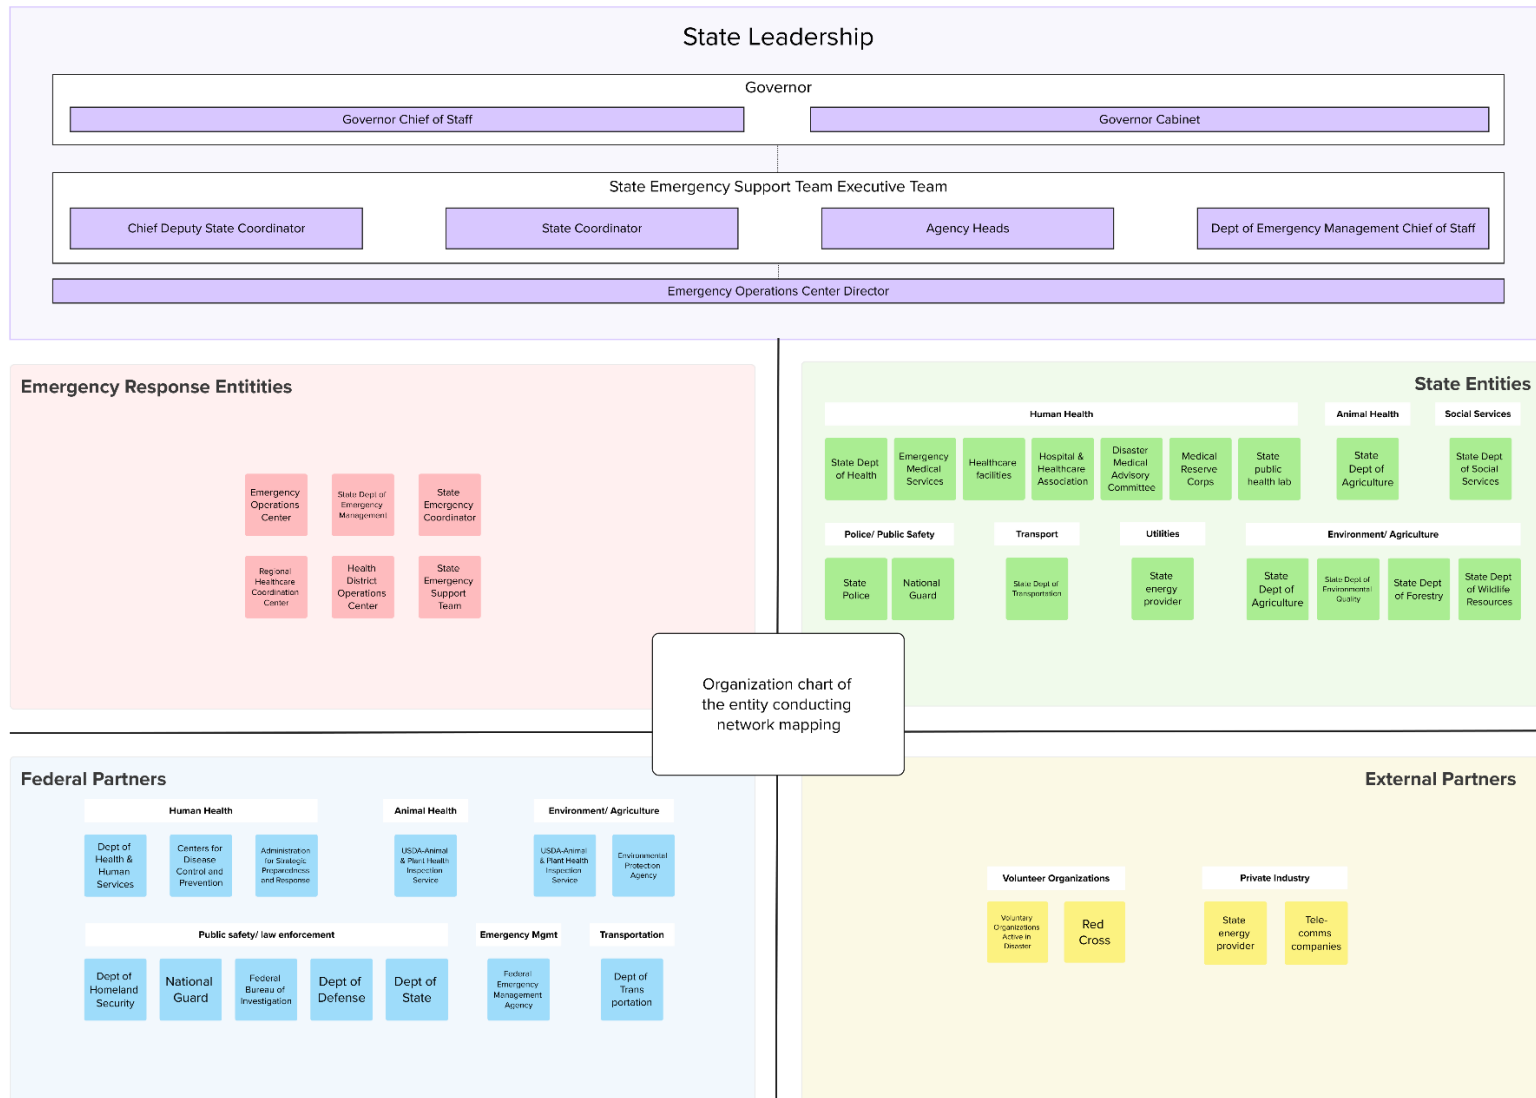 State Leadership
Governor
Governor Chief of Staff
Governor Cabinet
State Emergency Support Team Executive Team
Chief Deputy State Coordinator
State Coordinator
Agency Heads
Dept of Emergency Management Chief of Staff
Emergency Operations Center Director
Emergency Response Entitities
Emergency
Operations
Center
State Dept of
Emergency
Management
State
Emergency
Coordinator
Regional
Healthcare
Coordination
Center
Health
District
Operations
Center
State
Emergency
Support
Team
State Entities
Human Health
State Dept
of Health
Emergency
Medical
Services
Healthcare
facilities
Hospital &
Healthcare
Association
Disaster
Medical
Advisory
Committee
Medical
Reserve
Corps
State
public
health lab
Animal Health
State
Dept of
Agriculture
Social Services
State Dept
of Social
Services
Police/ Public Safety
State
Police
National
Guard
Transport
State Dept of
Transportation
Utilities
State
energy
provider
Environment/ Agriculture
State
Dept of
Agriculture
State Dept of
Environmental
Quality
State Dept
of Forestry
State Dept
of Wildlife
Resources
Organization chart of
the entity conducting
network mapping
Federal Partners
Human Health
Dept of
Health &
Human
Services
Centers for
Disease
Control and
Prevention
Administration
for Strategic
Preparedness
and Response
Animal Health
USDA-Animal
& Plant Health
Inspection
Service
Environment/ Agriculture
USDA-Animal
& Plant Health
Inspection
Service
Environmental
Protection
Agency
Public safety/ law enforcement
Dept of
Homeland
Security
National
Guard
Federal
Bureau of
Investigation
Dept of
Defense
Dept of
State
Emergency Mgmt
Federal
Emergency
Management
Agency
Transportation
Dept of
Trans
portation
External Partners
Volunteer Organizations
Voluntary
Organizations
Active in
Disaster
Red
Cross
Private Industry
State
energy
provider
Tele-
comms
companies